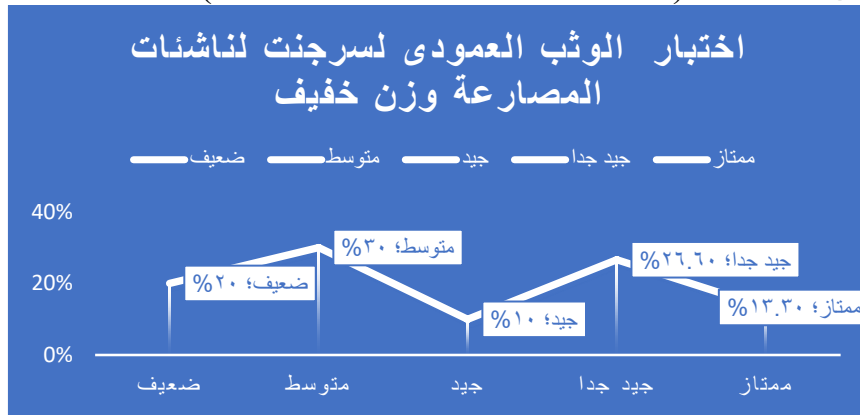 اختبار الوثب العمودى لسرجنت لناشئات
المصارعة وزن خفيف
ضعيف متوسط جيد جيد جدا ممتاز
40%
20%
0%
ضعيف؛ ٢٠%
متوسط؛ ٣٠%
جيد؛ ١٠%
جيد جدا؛ ٢٦.٦٠%
ممتاز؛ ١٣.٣٠%
ضعيف متوسط جيد جيد جدا ممتاز